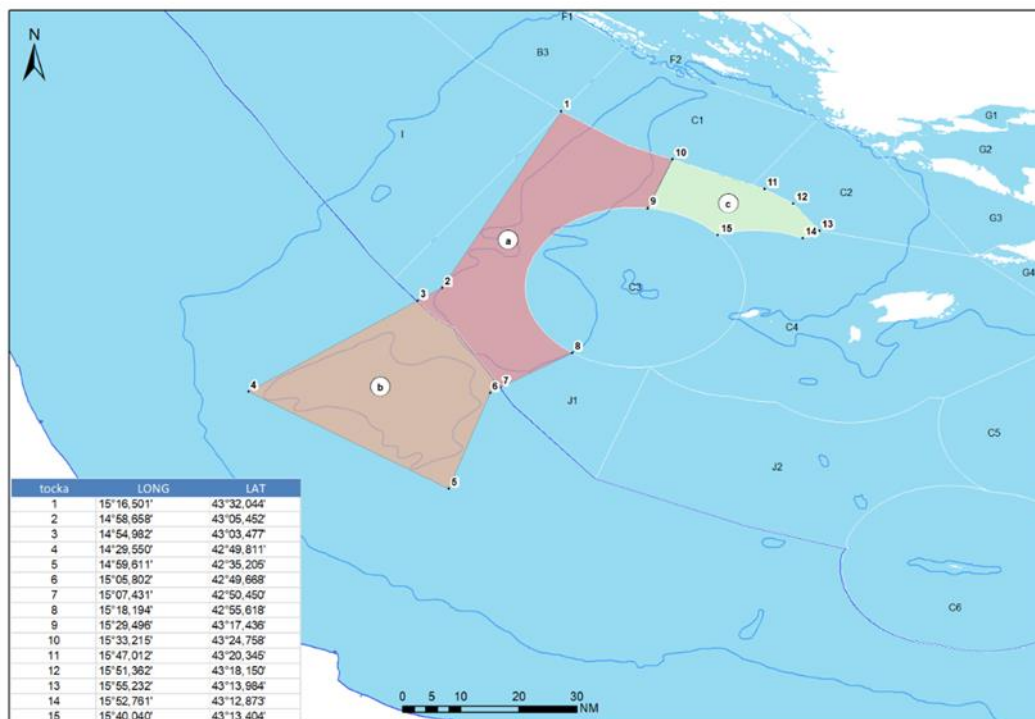 F1
N
B3
F2
1
G1
I
C1
G2
10
11
C2
12
9
c
G3
13
15
14
a
G4
2
C3
3
C4
8
4
b
6
7
J1
C5
J2
5
tocka LONG LAT
1 15°16,501' 43°32,044'
2 14°58,658' 43°05,452'
3 14°54,982' 43°03,477'
4 14°29,550' 42°49,811'
5 14°59,611' 42°35,205'
6 15°05,802' 42°49,668'
7 15°07,431' 42°50,450'
8 15°18,194' 42°55,618'
9 15°29,496' 43°17,436'
10 15°33,215' 43°24,758'
11 15°47,012' 43°20,345'
12 15°51,362' 43°18,150'
13 15°55,232' 43°13,984'
14 15°52,761' 43°12,873'
15 15°40,040' 43°13,404'
C6
0 5 10 20 30
NM